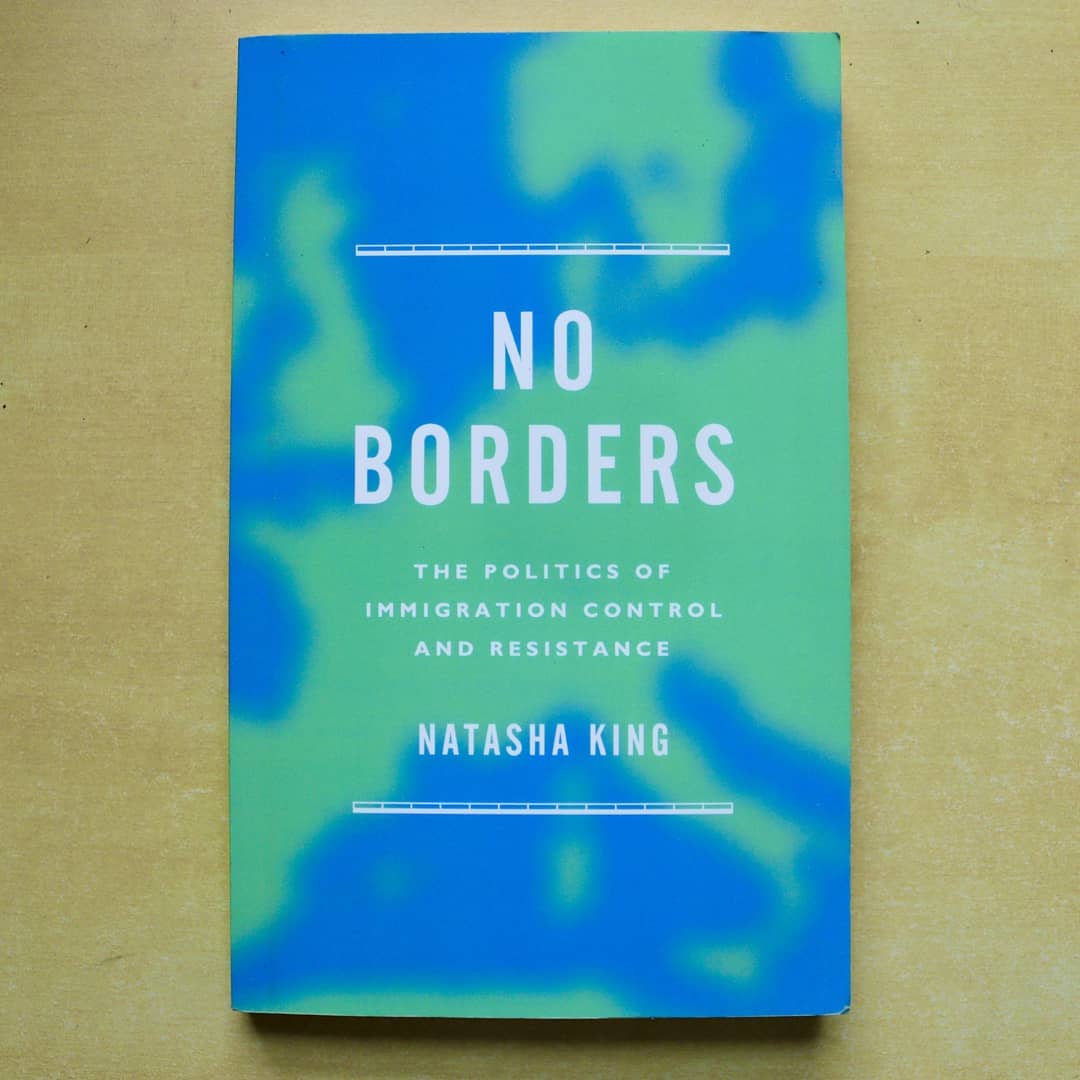 NO
BORDERS
THE POLITICS OF
IMMIGRATION CONTROL
AND RESISTANCE
NATASHA KING